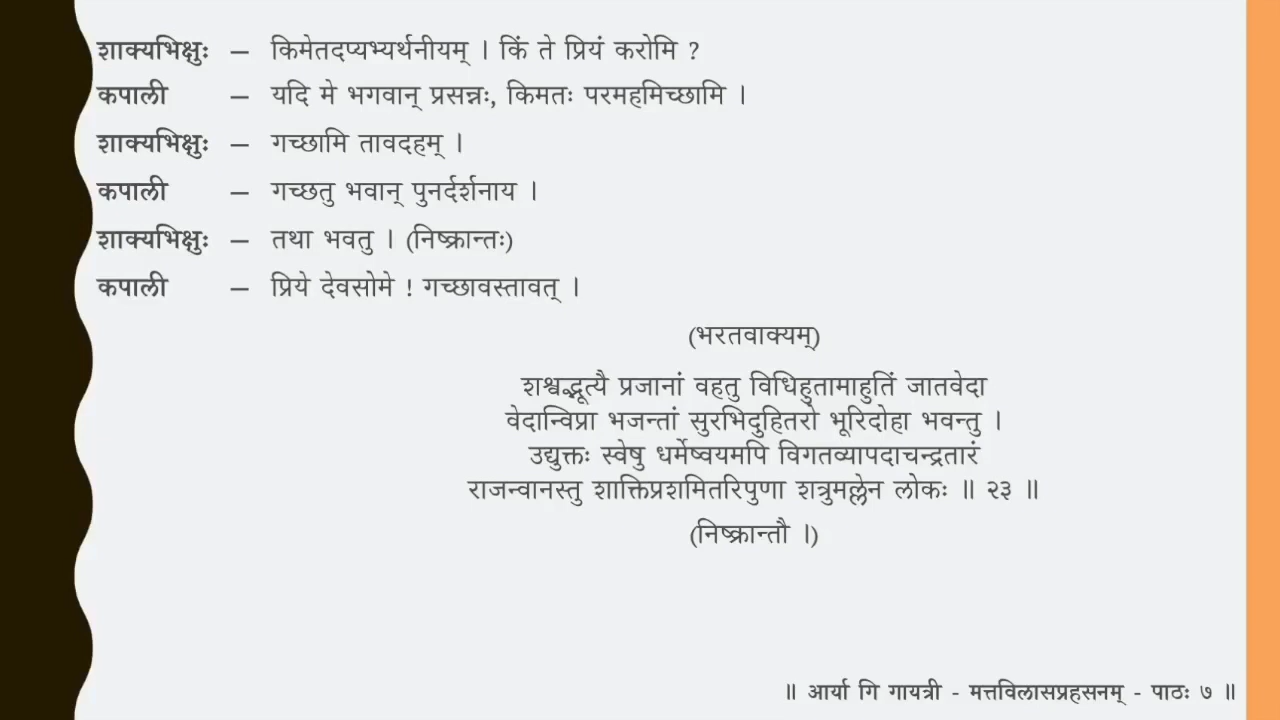 शाक्यभिक्षुः – किमेतदप्यभ्यर्थनीयम् । किं ते प्रियं करोमि ?
कपाली – यदि मे भगवान् प्रसन्नः, किमतः परमहमिच्छामि ।
शाक्यभिक्षुः – गच्छामि तावदहम् ।
कपाली – गच्छतु भवान् पुनर्दर्शनाय ।
शाक्यभिक्षुः – तथा भवतु । (निष्क्रान्तः)
कपाली – प्रिये देवसोमे ! गच्छावस्तावत् ।
(भरतवाक्यम्)
शश्वद्भूत्यै प्रजानां वहतु विधिहुतामाहुतिं जातवेदा
वेदान्विप्रा भजन्तां सुरभिदुहितरो भूरिदोहा भवन्तु ।
उद्युक्तः स्वेषु धर्मेष्वयमपि विगतव्यापदाचन्द्रतारं
राजन्वानस्तु शाक्तिप्रशमितरिपुणा शत्रुमल्लेन लोकः ॥ २३ ॥
(निष्क्रान्तौ ।)
॥ आर्या गि गायत्री - मत्तविलासप्रहसनम् - पाठः ७ ॥